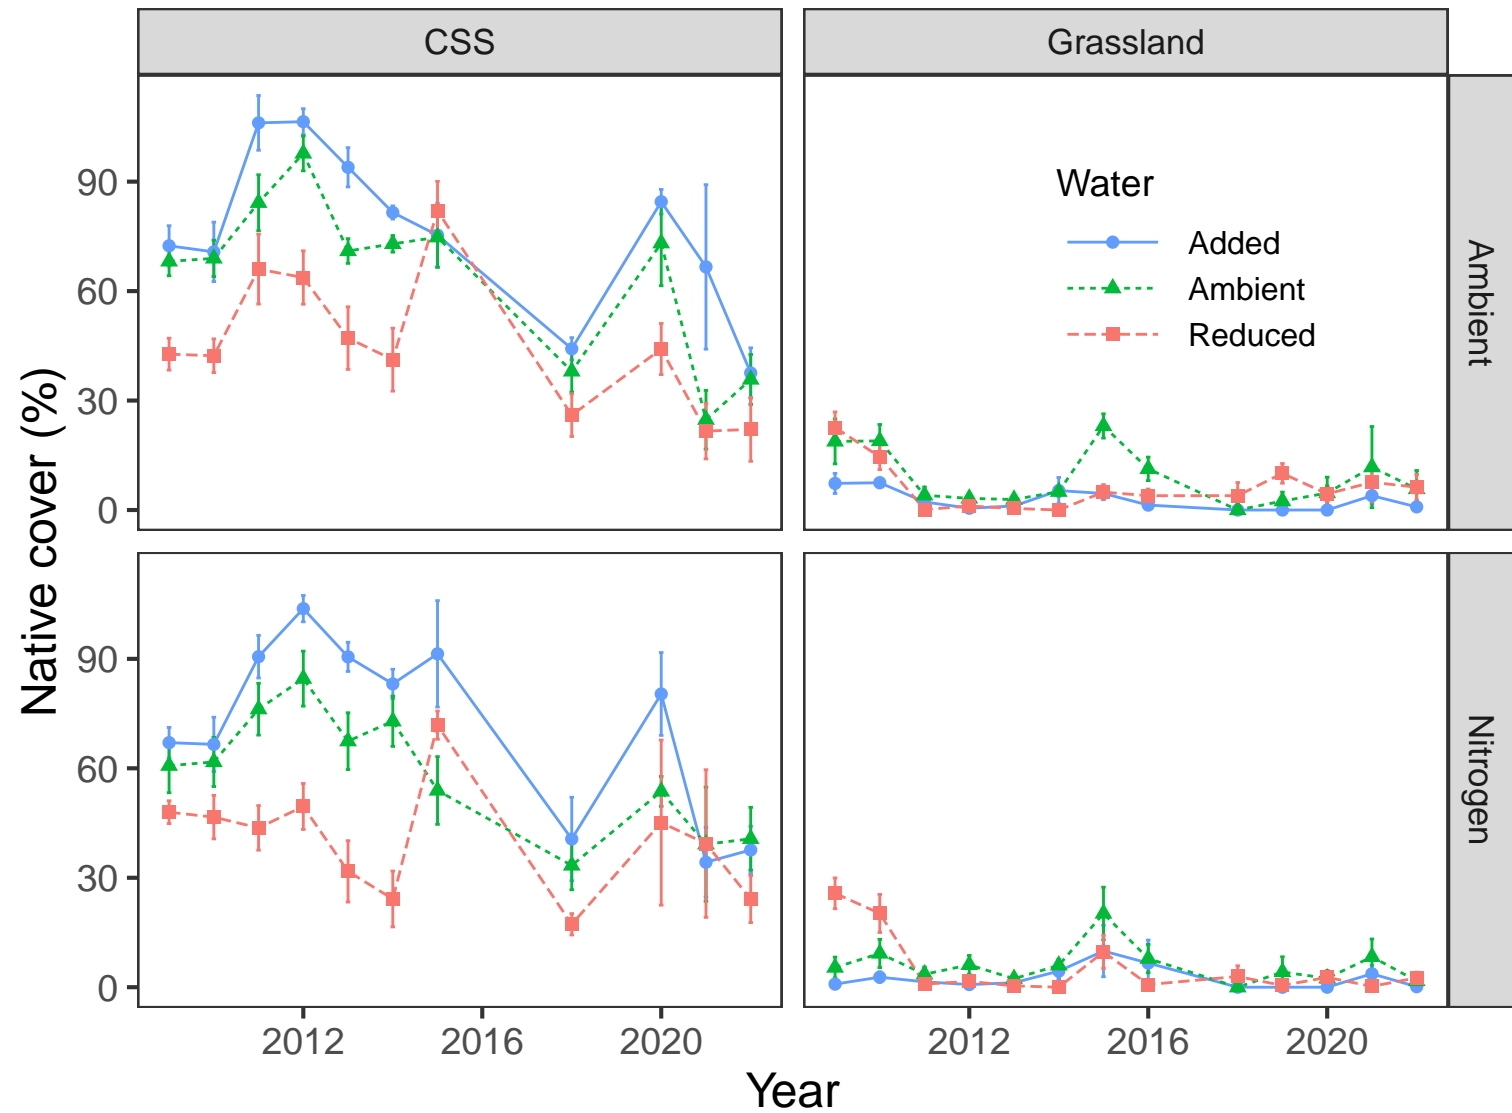 CSS
Grassland
Water
Added
Ambient
Reduced
Ambient
Nitrogen
Native cover (%)
90
60
30
0
90
60
30
0
2012
2016
2020
2012
2016
2020
Year